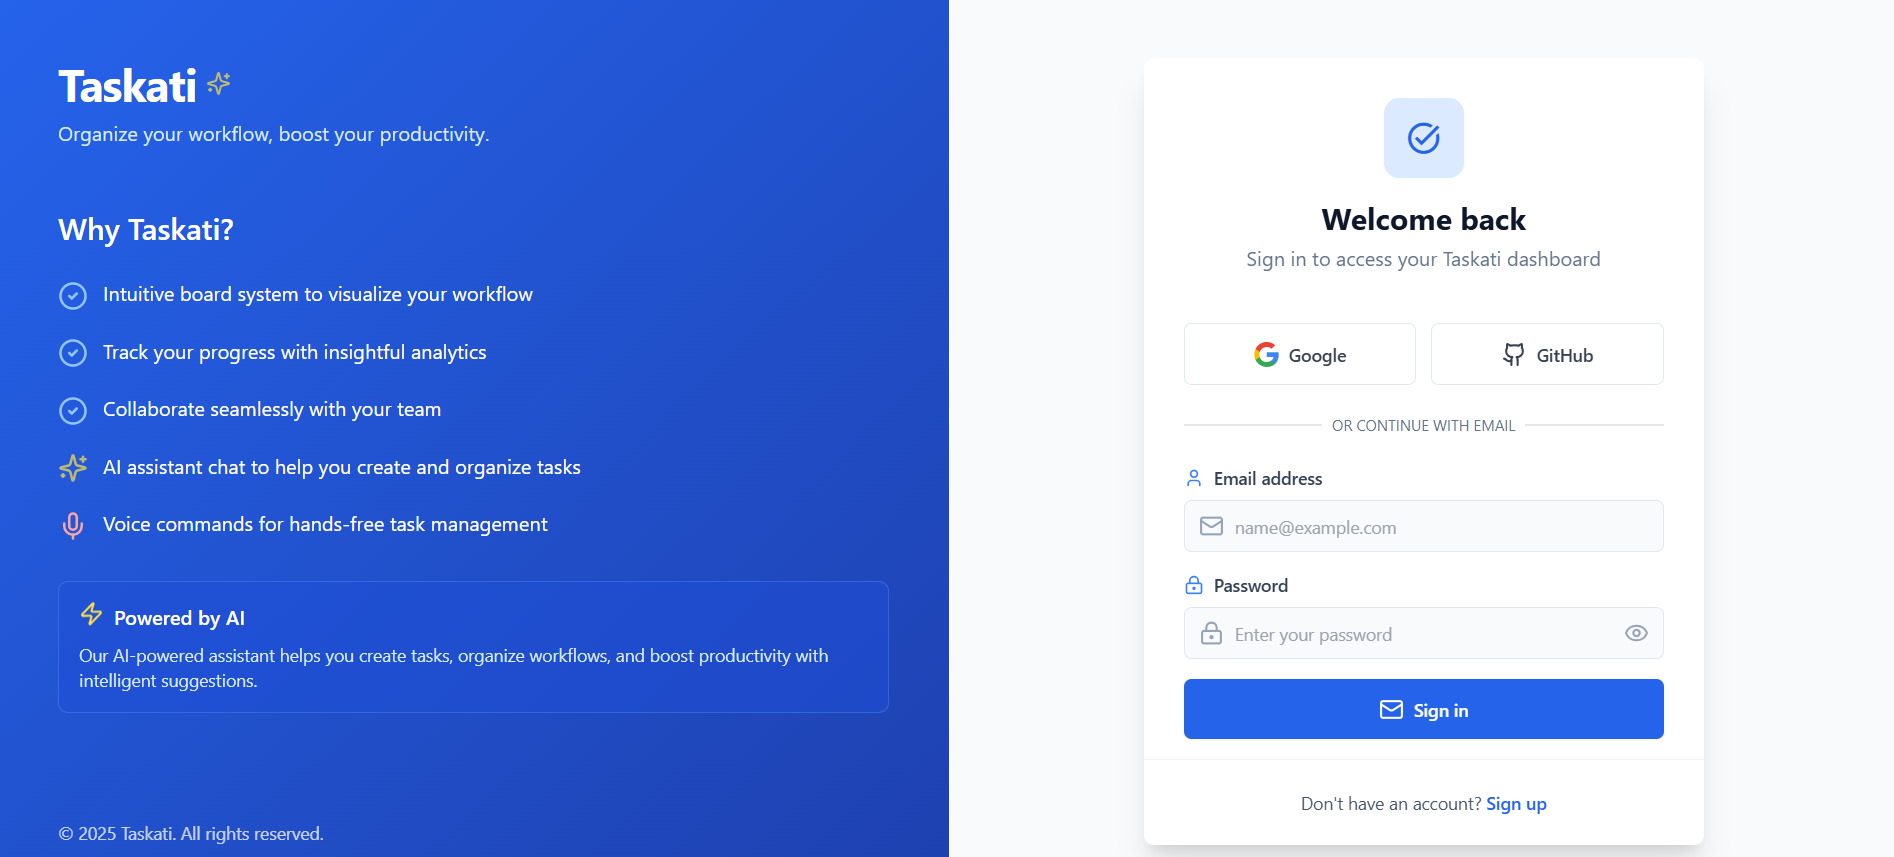 Taskati
Organize your workflow, boost your productivity.
Why Taskati?
Intuitive board system to visualize your workflow
Track your progress with insightful analytics
Collaborate seamlessly with your team
AI assistant chat to help you create and organize tasks
Voice commands for hands-free task management
Powered by AI
Our AI-powered assistant helps you create tasks, organize workflows, and boost productivity with
intelligent suggestions.
© 2025 Taskati. All rights reserved.
Welcome back
Sign in to access your Taskati dashboard
Google
GitHub
OR CONTINUE WITH EMAIL
Email address
name@example.com
Password
Enter your password
Sign in
Don't have an account? Sign up